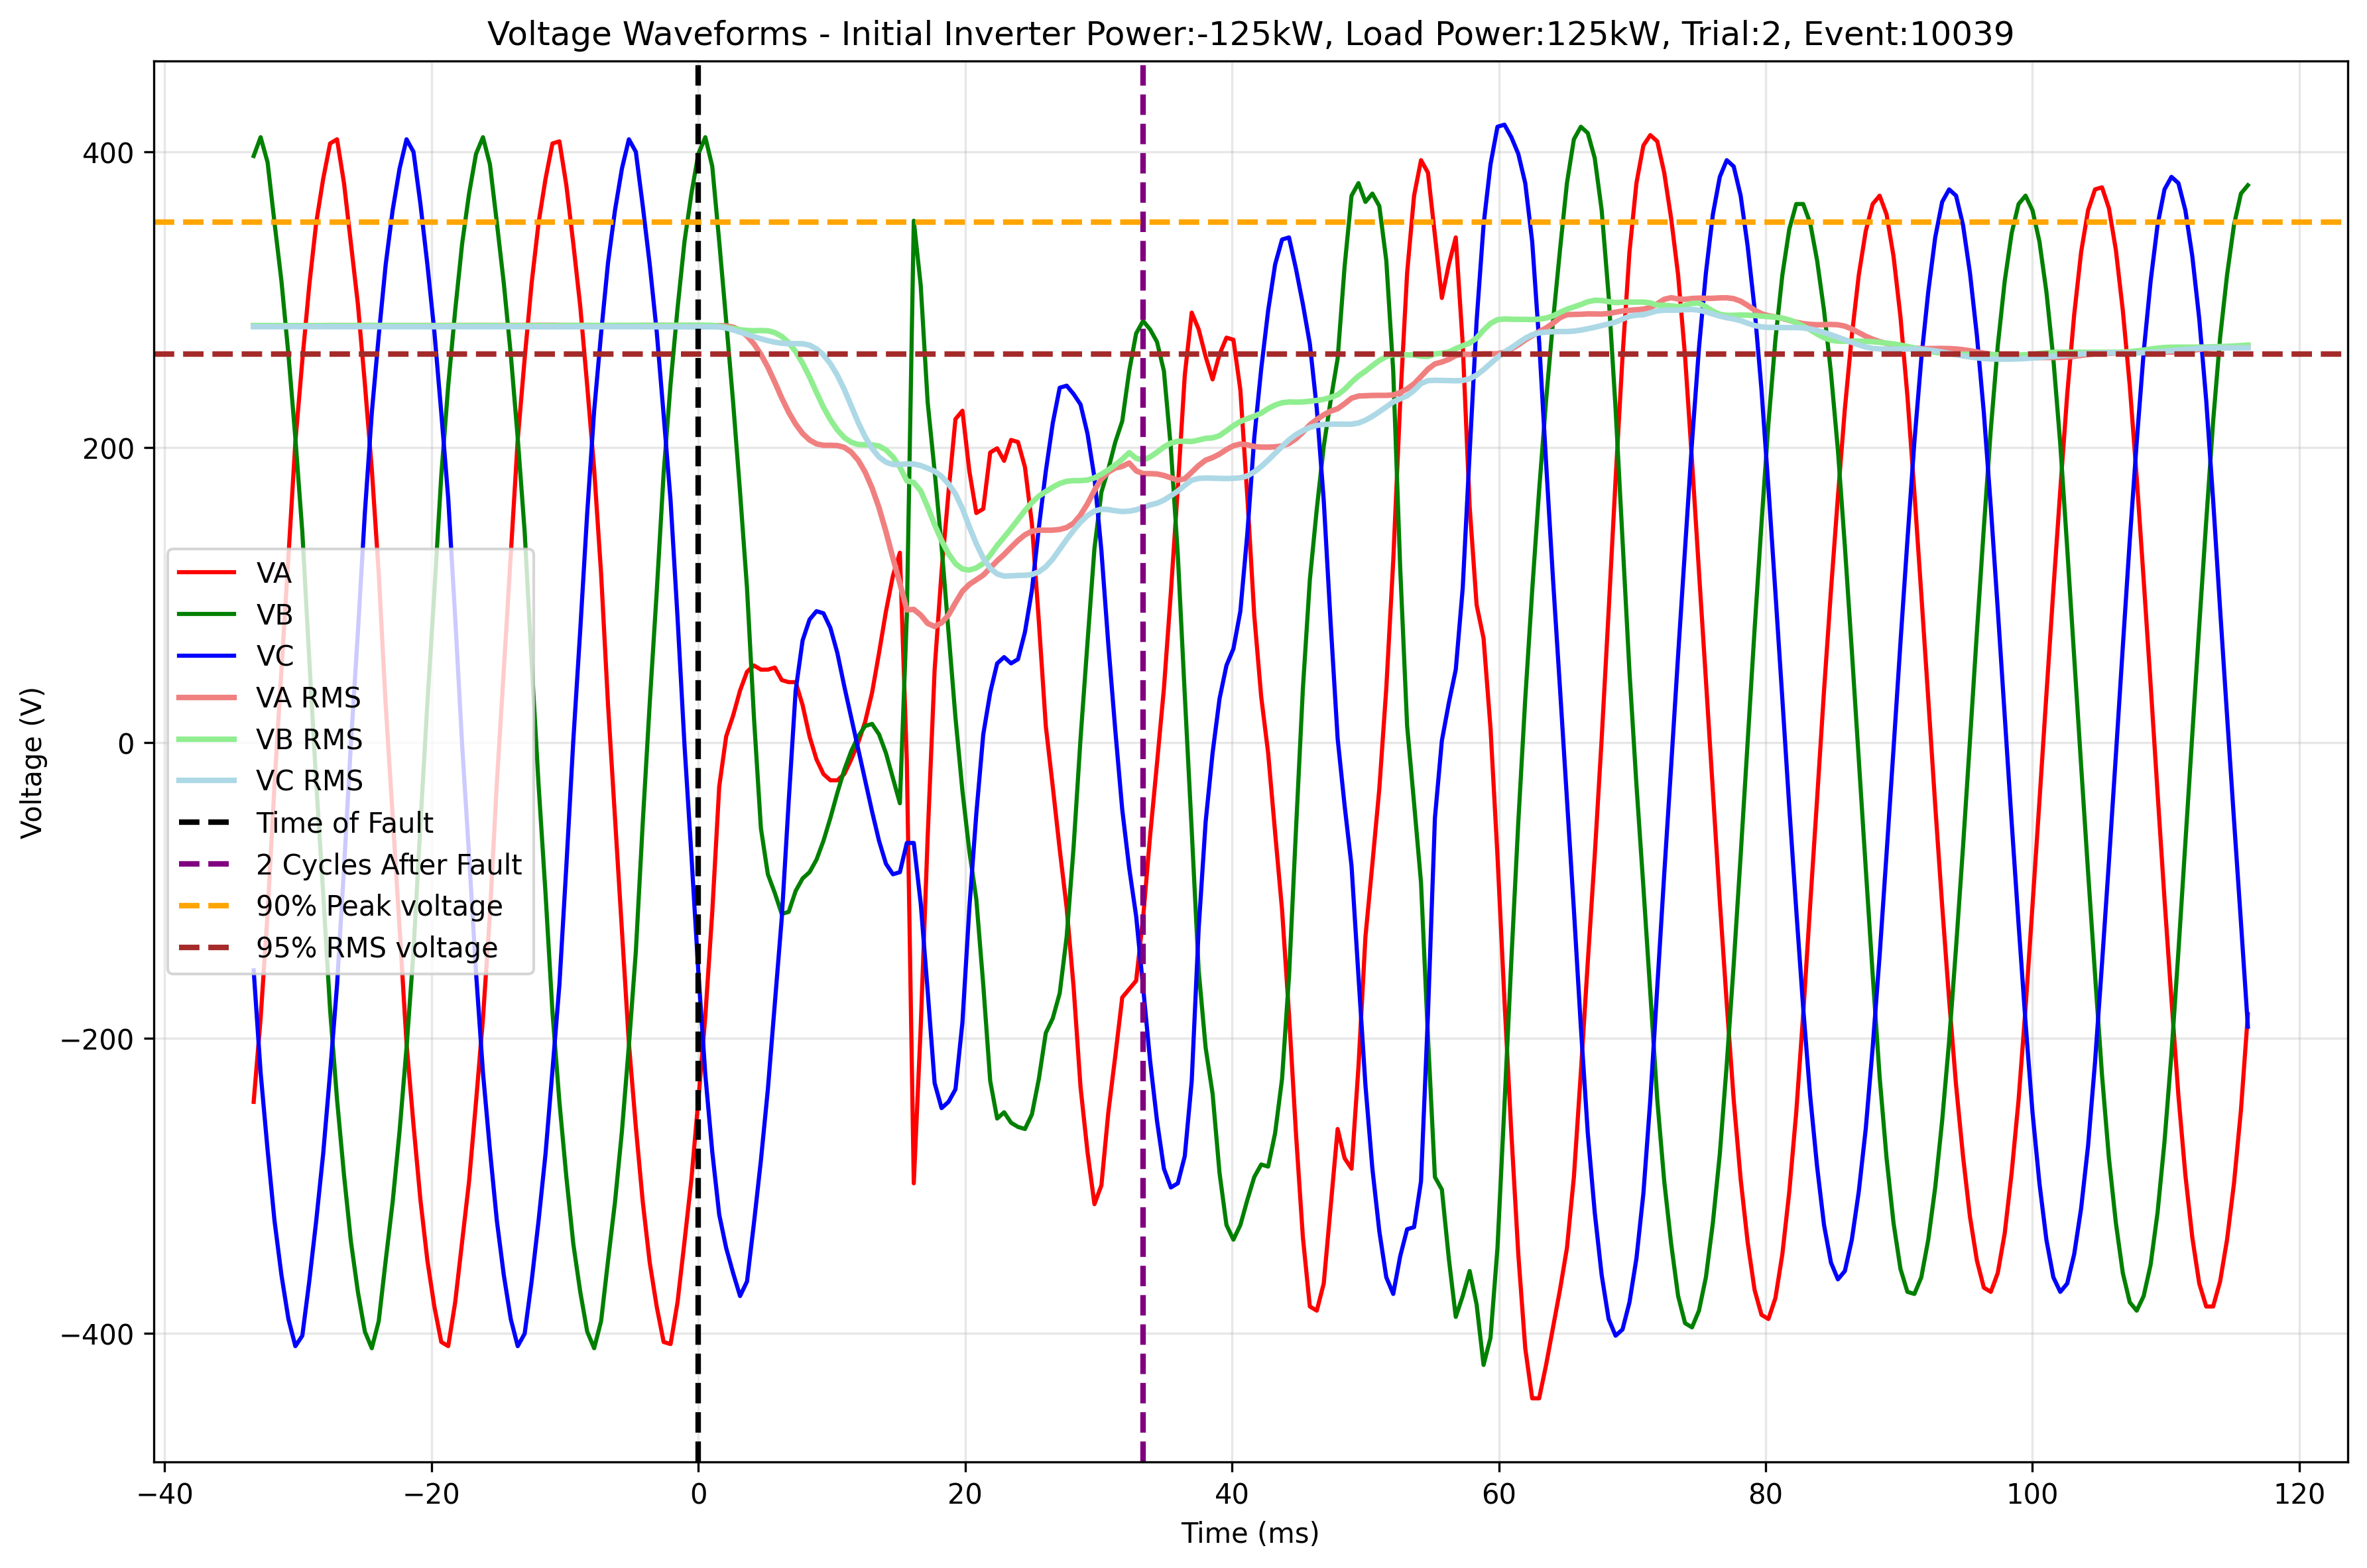 Voltage Waveforms - Initial Inverter Power:-125kW, Load Power:125kW, Trial:2, Event:10039
Voltage (V)
400
200
0
−200
−400
VA
VB
VC
VA RMS
VB RMS
VC RMS
Time of Fault
2 Cycles After Fault
90% Peak voltage
95% RMS voltage
−40 −20 0 20 40 60 80 100 120
Time (ms)